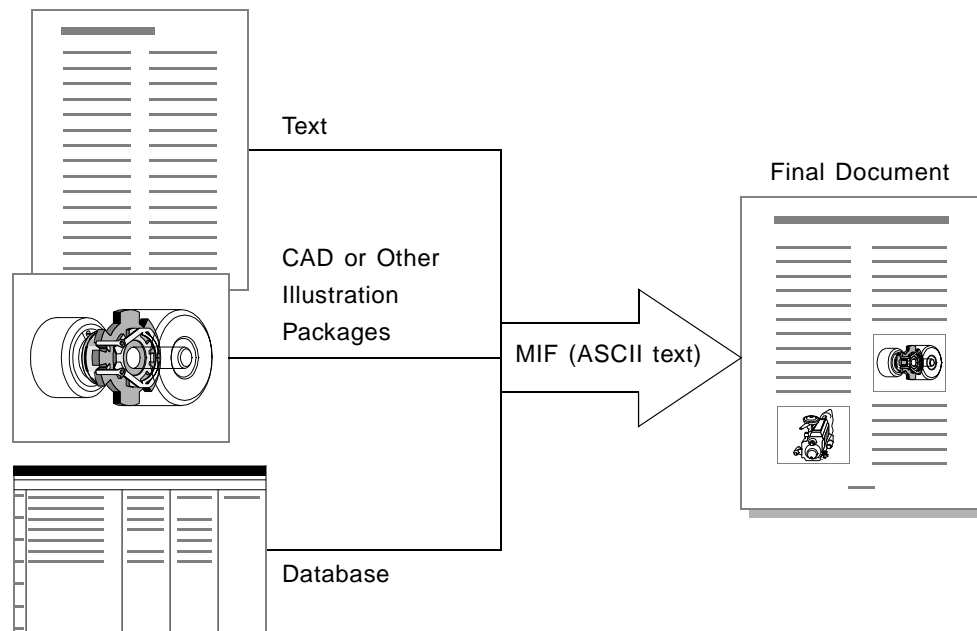 Text
Final Document
CAD or Other
Illustration
Packages
MIF (ASCII text)
Database